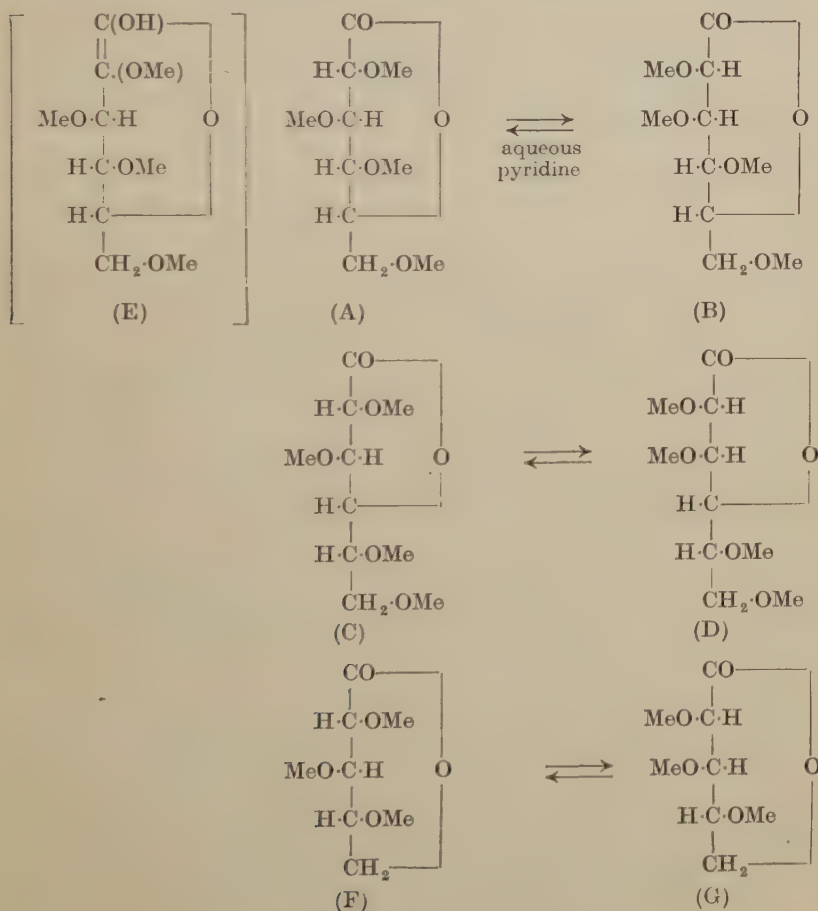 C(OH) CO CO
C.(OMe) H·C·OMe MeO·C·H
MeO·C·H O MeO·C·H O MeO·C·H O
aqueous
pyridine
H·C·OMe H·C·OMe H·C·OMe
H·C H·C H·C
CH₂·OMe CH₂·OMe CH₂·OMe
(E) (A) (B)
CO CO
H·C·OMe MeO·C·H
MeO·C·H O MeO·C·H O
H·C H·C
H·C·OMe H·C·OMe
CH₂·OMe CH₂·OMe
(C) (D)
CO CO
H·C·OMe MeO·C·H
MeO·C·H O MeO·C·H O
H·C·OMe H·C·OMe
CH₂ CH₂
(F) (G)